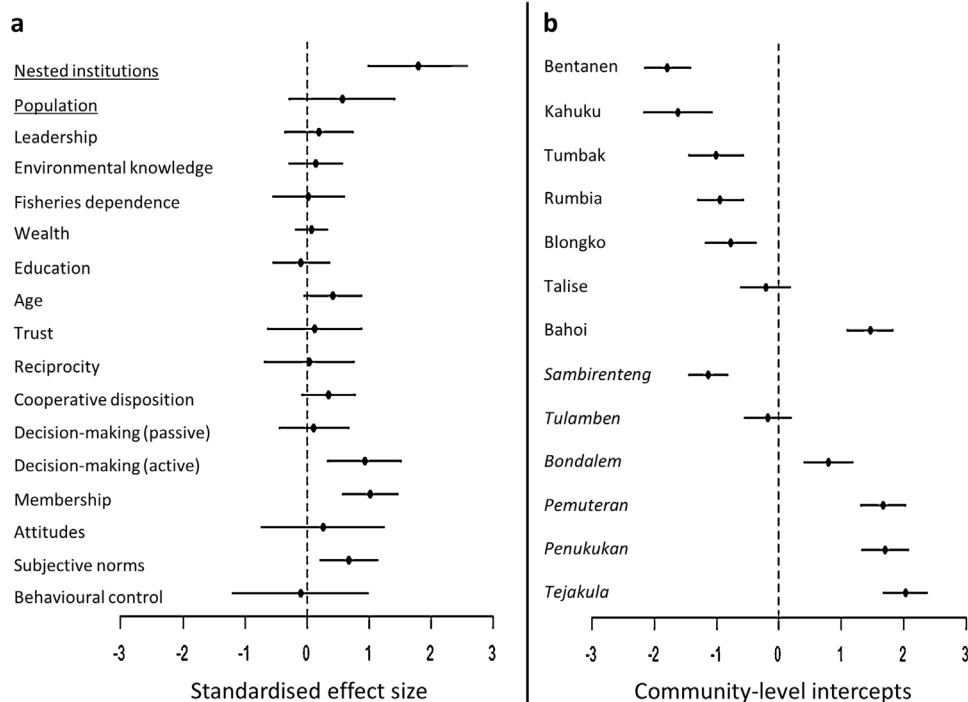 a
Nested institutions
Population
Leadership
Environmental knowledge
Fisheries dependence
Wealth
Education
Age
Trust
Reciprocity
Cooperative disposition
Decision-making (passive)
Decision-making (active)
Membership
Attitudes
Subjective norms
Behavioural control
-3 -2 -1 0 1 2 3
Standardised effect size
b
Bentanen
Kahuku
Tumbak
Rumbia
Blongko
Talise
Bahoi
Sambirenteng
Tulamben
Bondalem
Pemuteran
Penukukan
Tejakula
-3 -2 -1 0 1 2 3
Community-level intercepts